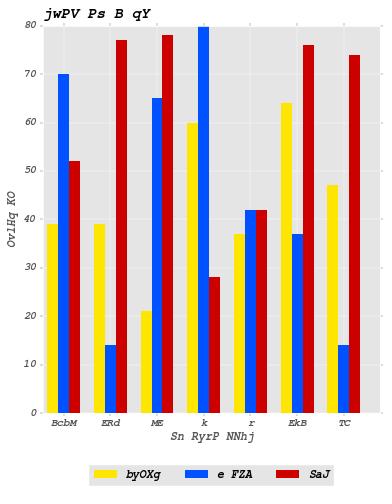 jwPV Ps B qY
80
70
60
50
40
30
20
10
0
OvlHq KO
BcbM ERd ME k r EkB TC
Sn RyrP NNhj
byOXg e FZA SaJ